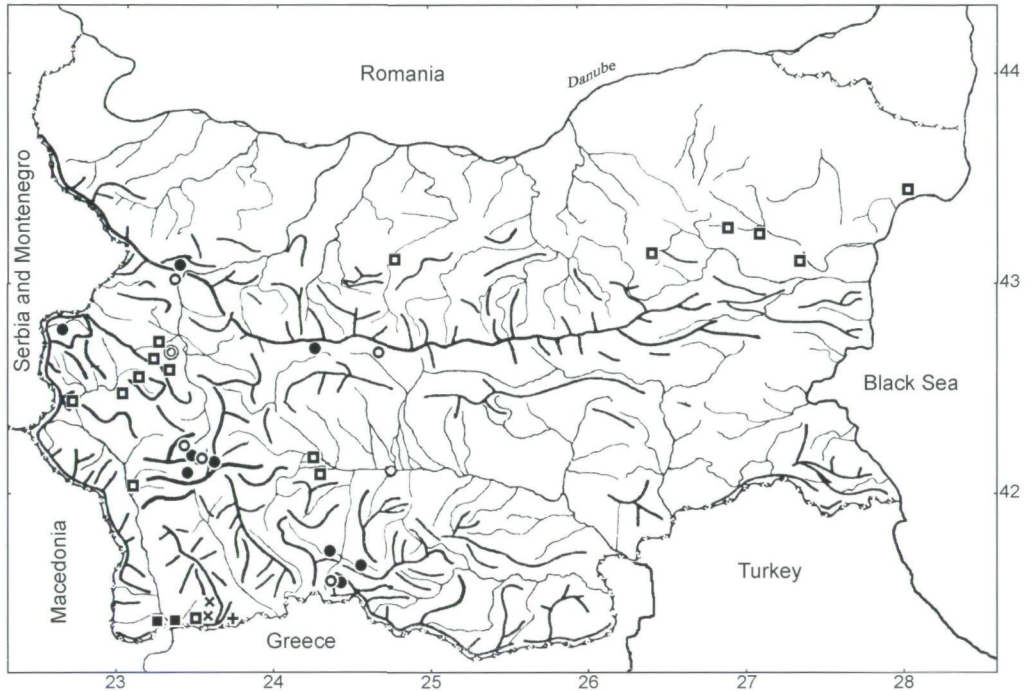 Romania
Danube
44
Serbia and Montenegro
43
Black Sea
42
Macedonia
Turkey
Greece
23 24 25 26 27 28